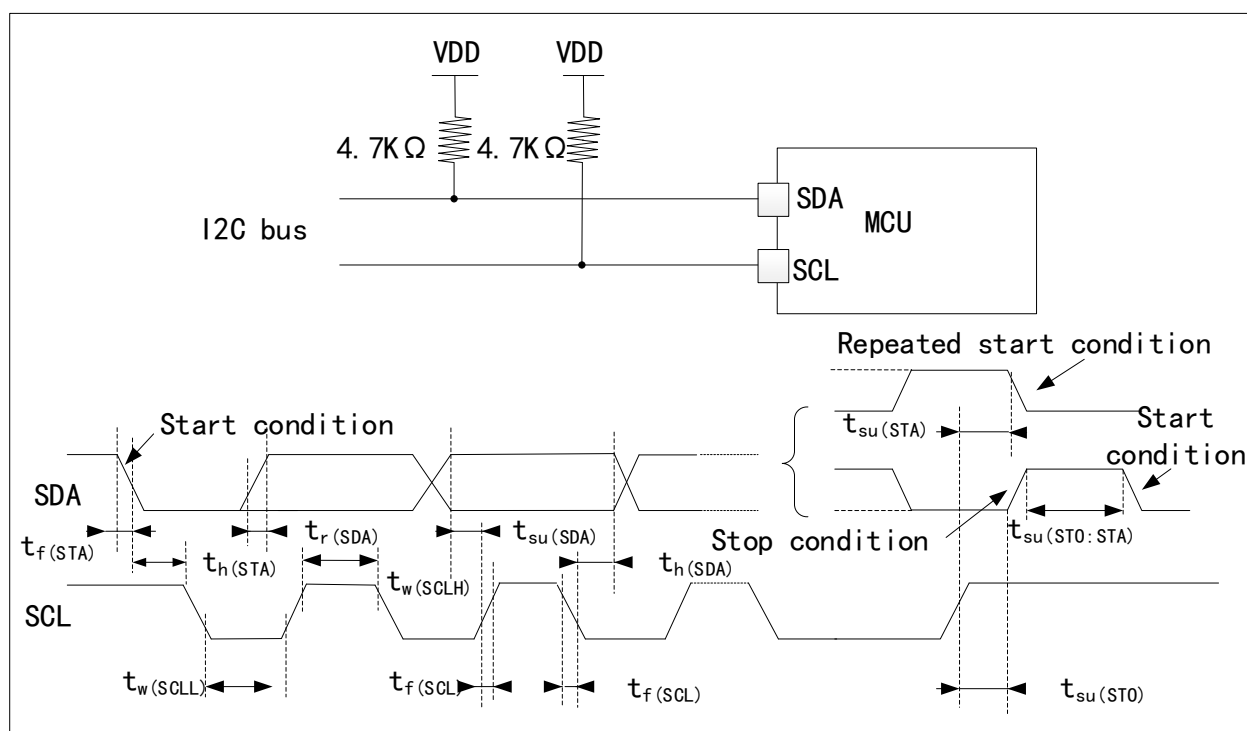 VDD VDD
4.7KΩ 4.7KΩ
SDA
MCU
I2C bus
SCL
Repeated start condition
Start condition
tsu(STA)
Start
condition
SDA
tf(STA)
th(STA)
tr(SDA)
tsu(SDA)
Stop condition
tsu(STO:STA)
tw(SCLH)
th(SDA)
SCL
tw(SCLL)
tf(SCL)
tf(SCL)
tsu(STO)